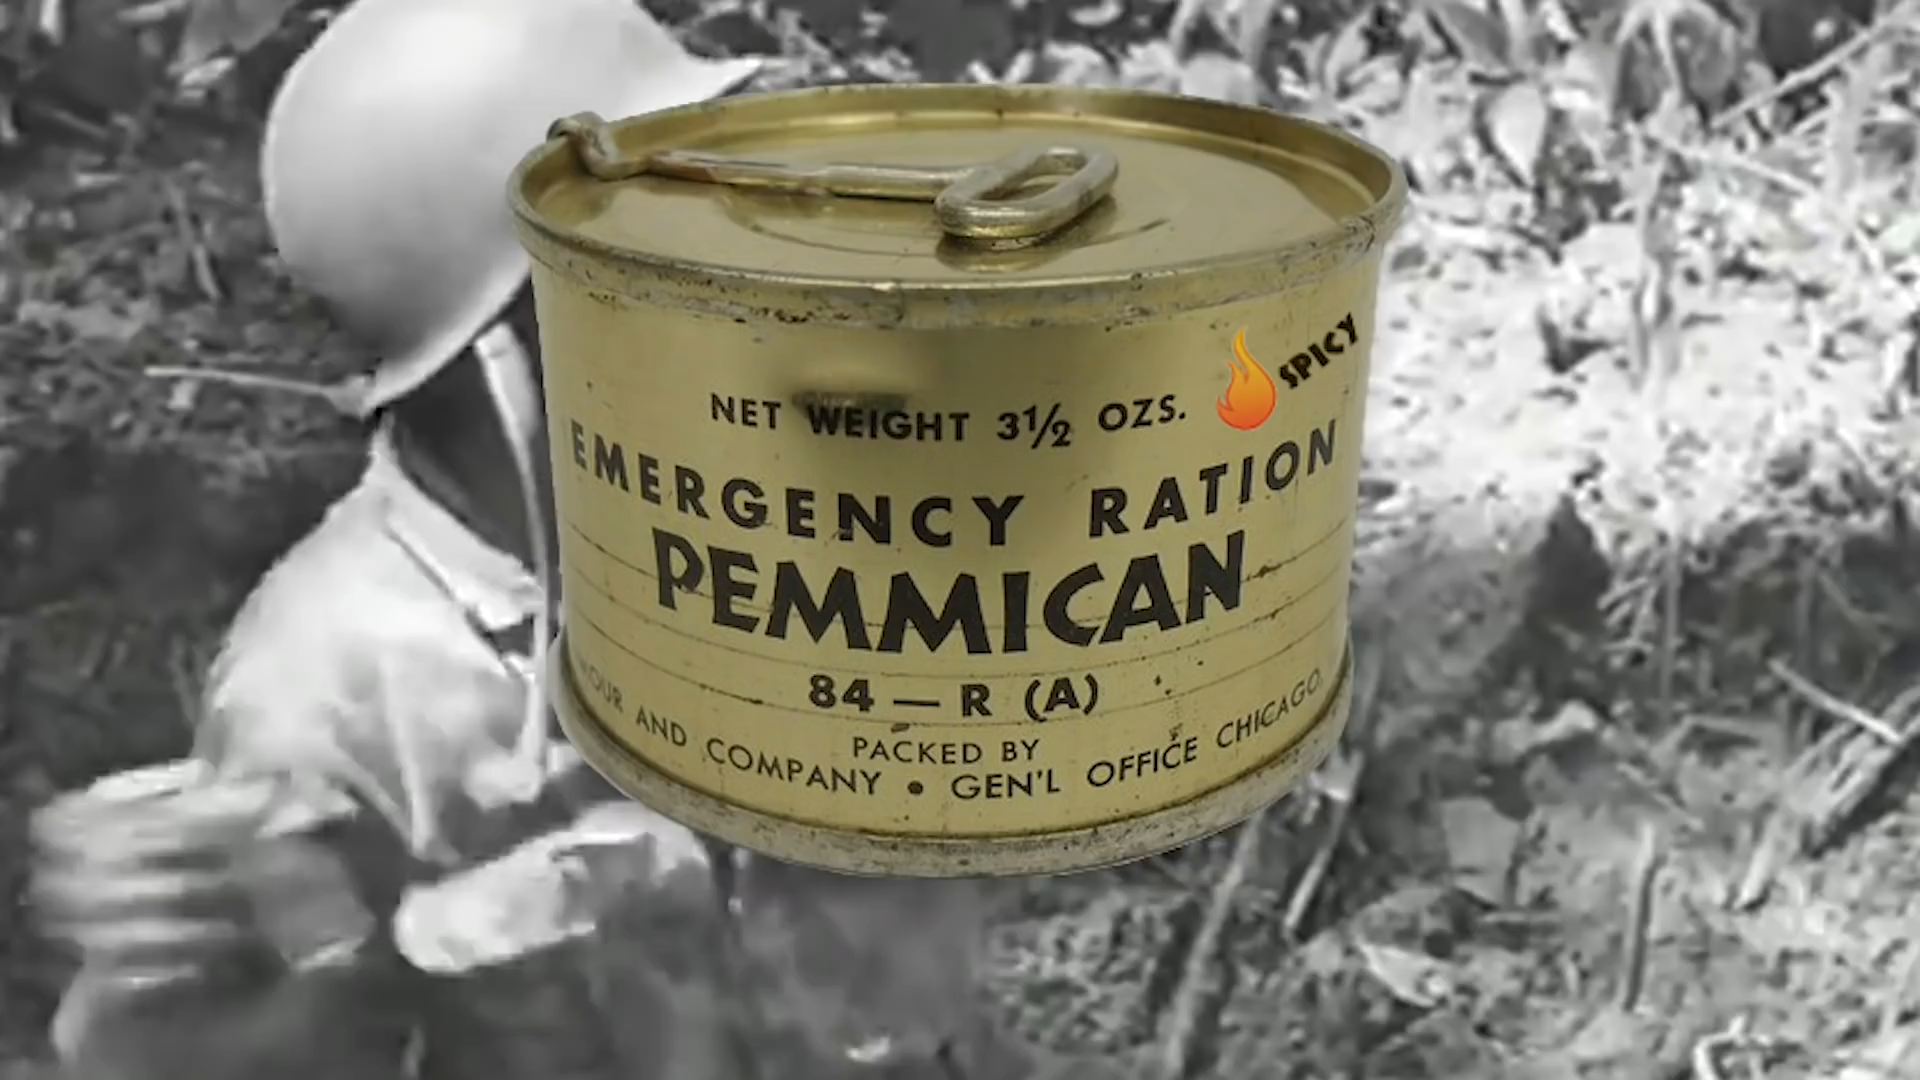 SPICY
NET WEIGHT 3½ OZS.
EMERGENCY RATION
PEMMICAN
84 — R (A)
PACKED BY
AND COMPANY • GEN'L OFFICE CHICAGO